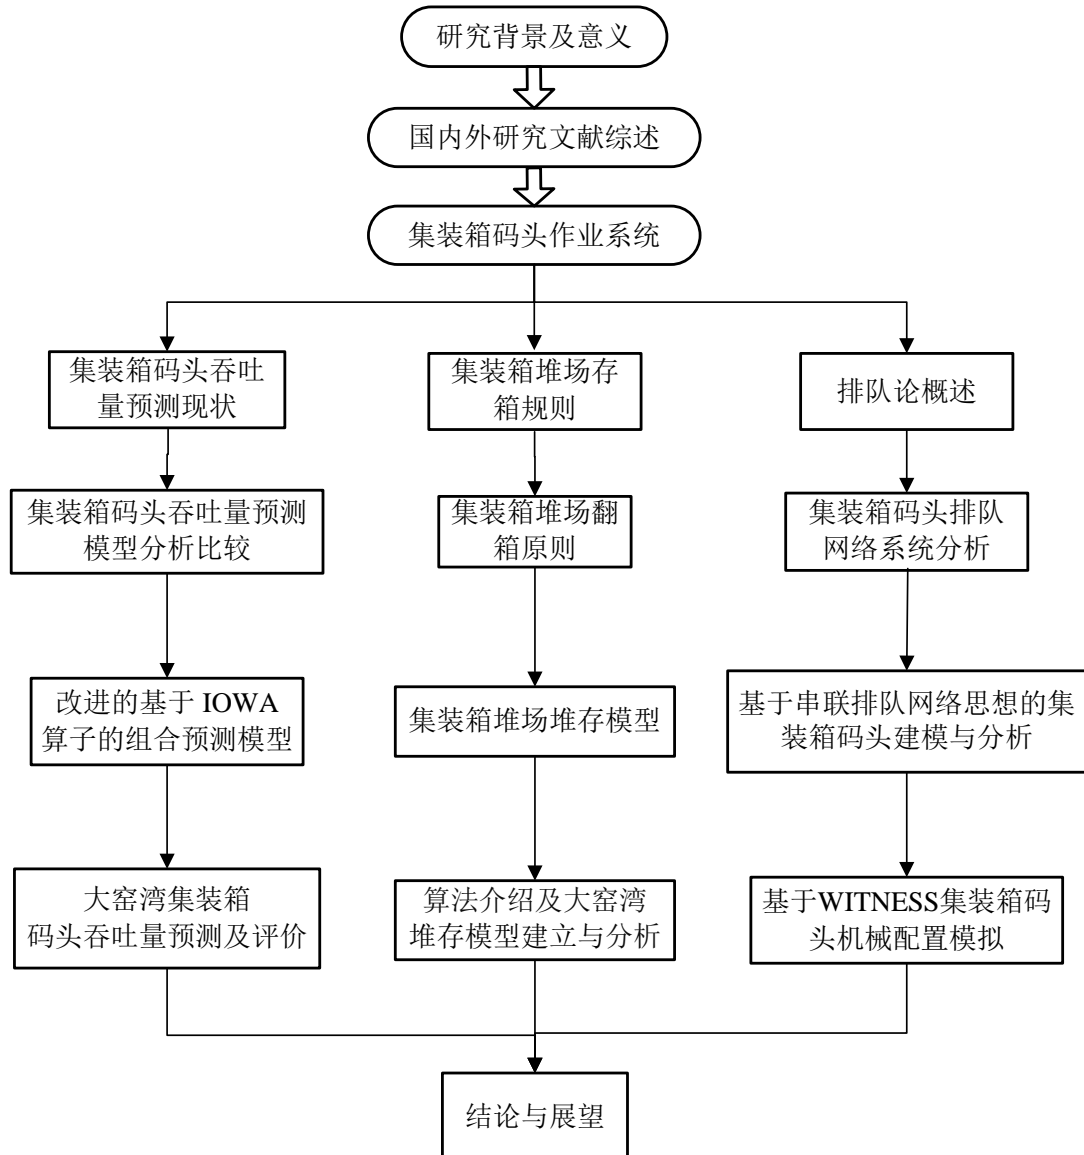 研究背景及意义
国内外研究文献综述
集装箱码头作业系统
集装箱码头吞吐
量预测现状
集装箱堆场存
箱规则
排队论概述
集装箱码头吞吐量预测
模型分析比较
集装箱堆场翻
箱原则
集装箱码头排队
网络系统分析
改进的基于 IOWA
算子的组合预测模型
集装箱堆场堆存模型
基于串联排队网络思想的集
装箱码头建模与分析
大窑湾集装箱
码头吞吐量预测及评价
算法介绍及大窑湾
堆存模型建立与分析
基于WITNESS集装箱码
头机械配置模拟
结论与展望